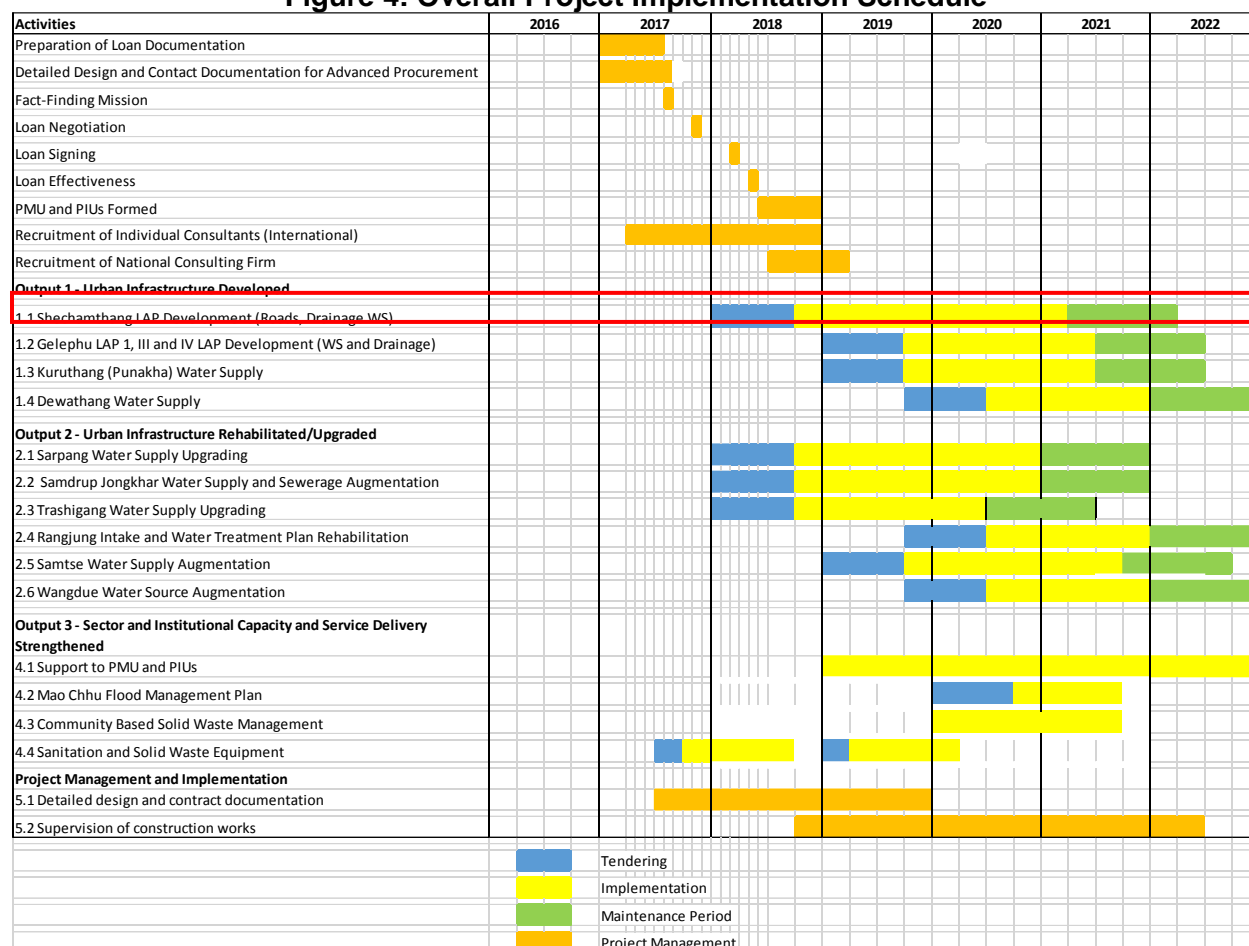 Figure 4: Overall Project Implementation Schedule
Activities 2016 2017 2018 2019 2020 2021 2022
Preparation of Loan Documentation
Detailed Design and Contact Documentation for Advanced Procurement
Fact-Finding Mission
Loan Negotiation
Loan Signing
Loan Effectiveness
PMU and PIUs Formed
Recruitment of Individual Consultants (International)
Recruitment of National Consulting Firm
Output 1 - Urban Infrastructure Developed
1.1 Shechamthang LAP Development (Roads, Drainage WS)
1.2 Gelephu LAP 1, III and IV LAP Development (WS and Drainage)
1.3 Kuruthang (Punakha) Water Supply
1.4 Dewathang Water Supply
Output 2 - Urban Infrastructure Rehabilitated/Upgraded
2.1 Sarpang Water Supply Upgrading
2.2 Samdrup Jongkhar Water Supply and Sewerage Augmentation
2.3 Trashigang Water Supply Upgrading
2.4 Rangjung Intake and Water Treatment Plan Rehabilitation
2.5 Samtse Water Supply Augmentation
2.6 Wangdue Water Source Augmentation
Output 3 - Sector and Institutional Capacity and Service Delivery
Strengthened
4.1 Support to PMU and PIUs
4.2 Mao Chhu Flood Management Plan
4.3 Community Based Solid Waste Management
4.4 Sanitation and Solid Waste Equipment
Project Management and Implementation
5.1 Detailed design and contract documentation
5.2 Supervision of construction works
Tendering
Implementation
Maintenance Period
Project Management